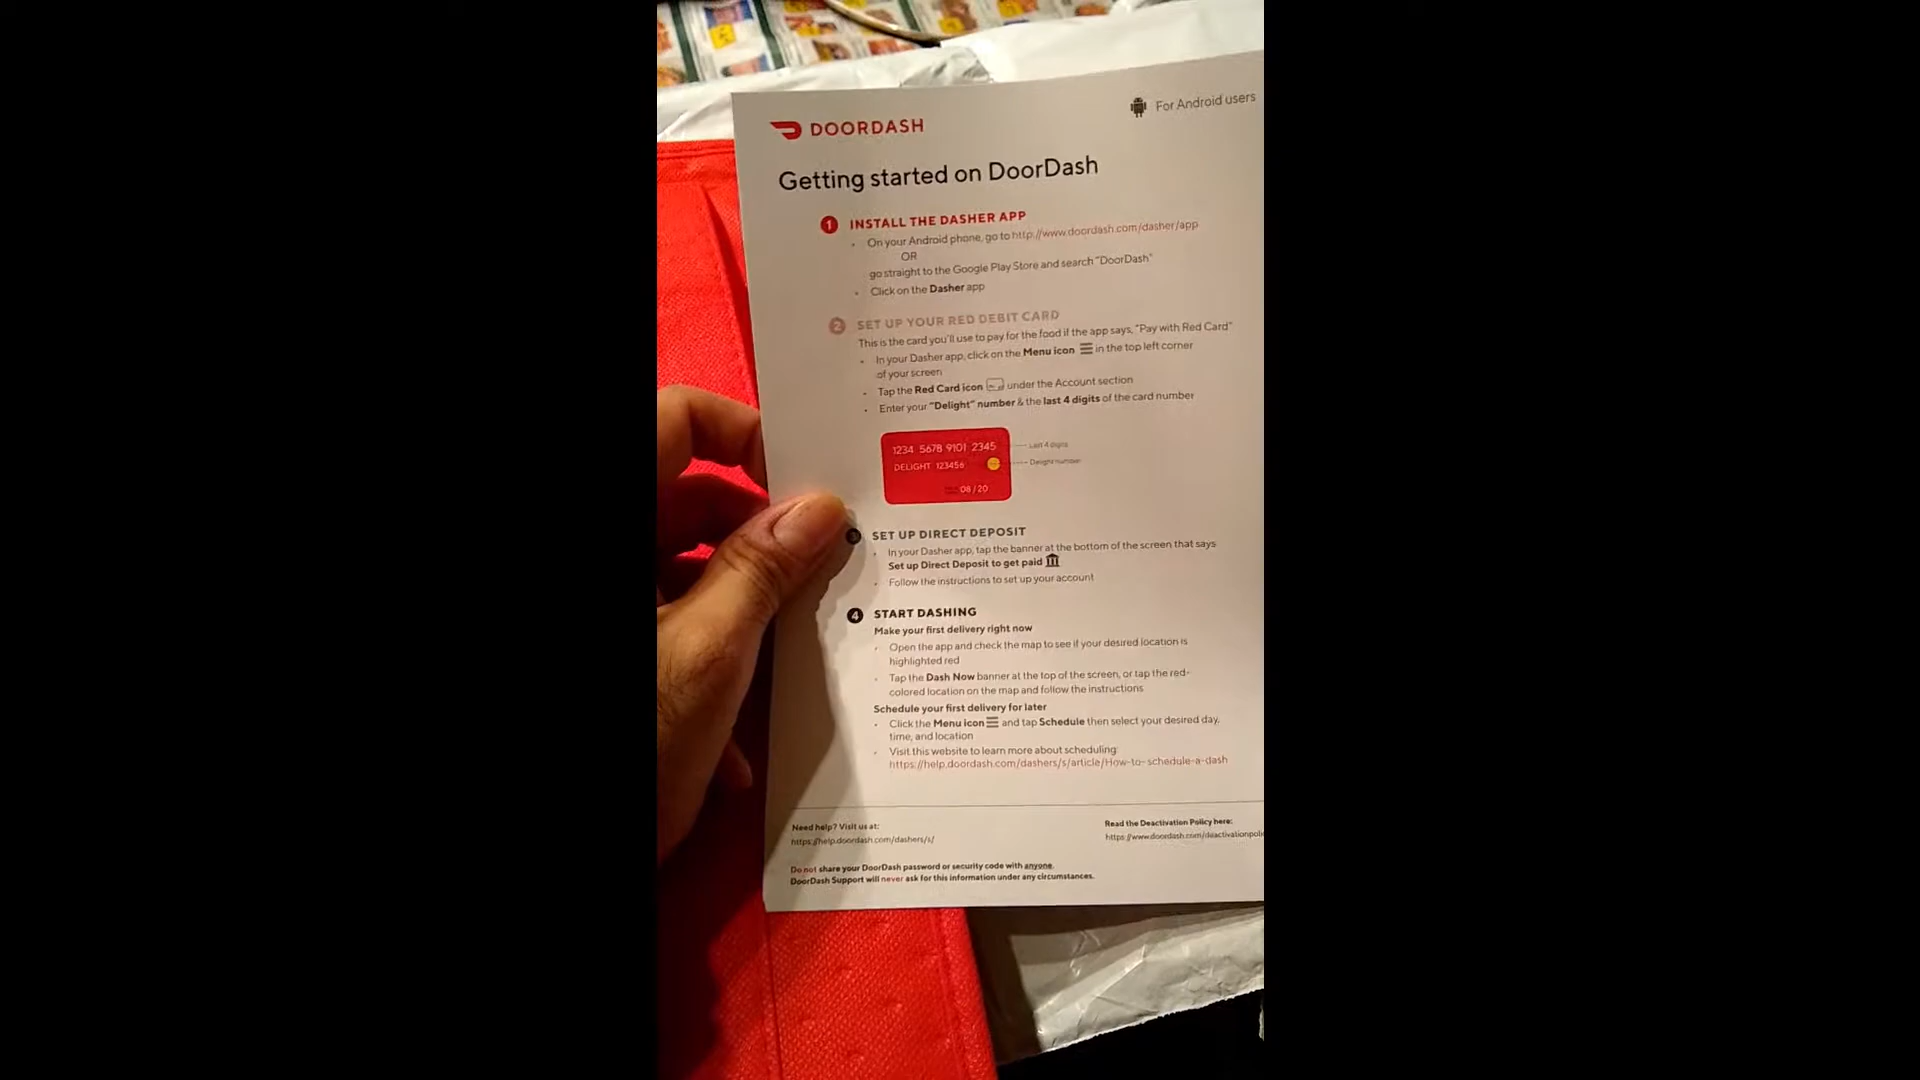 DOORDASH
For Android users
Getting started on DoorDash
1 INSTALL THE DASHER APP
• On your Android phone, go to http://www.doordash.com/dasher/app
OR
go straight to the Google Play Store and search "DoorDash"
• Click on the Dasher app
2 SET UP YOUR RED DEBIT CARD
This is the card you'll use to pay for the food if the app says, "Pay with Red Card"
• In your Dasher app, click on the Menu icon in the top left corner
of your screen
• Tap the Red Card icon under the Account section
• Enter your "Delight" number & the last 4 digits of the card number
1234 5678 9101 2345
Last 4 digits
DELIGHT 123456
Delight number
08/20
3 SET UP DIRECT DEPOSIT
• In your Dasher app, tap the banner at the bottom of the screen that says
Set up Direct Deposit to get paid
• Follow the instructions to set up your account
4 START DASHING
Make your first delivery right now
• Open the app and check the map to see if your desired location is
highlighted red
• Tap the Dash Now banner at the top of the screen, or tap the red-
colored location on the map and follow the instructions
Schedule your first delivery for later
• Click the Menu icon and tap Schedule then select your desired day,
time, and location
• Visit this website to learn more about scheduling
https://help.doordash.com/dashers/s/article/How-to-schedule-a-dash
Need help? Visit us at:
https://help.doordash.com/dashers/s/
Read the Deactivation Policy here:
https://www.doordash.com/deactivationpoli
Do not share your DoorDash password or security code with anyone.
DoorDash Support will never ask for this information under any circumstances.